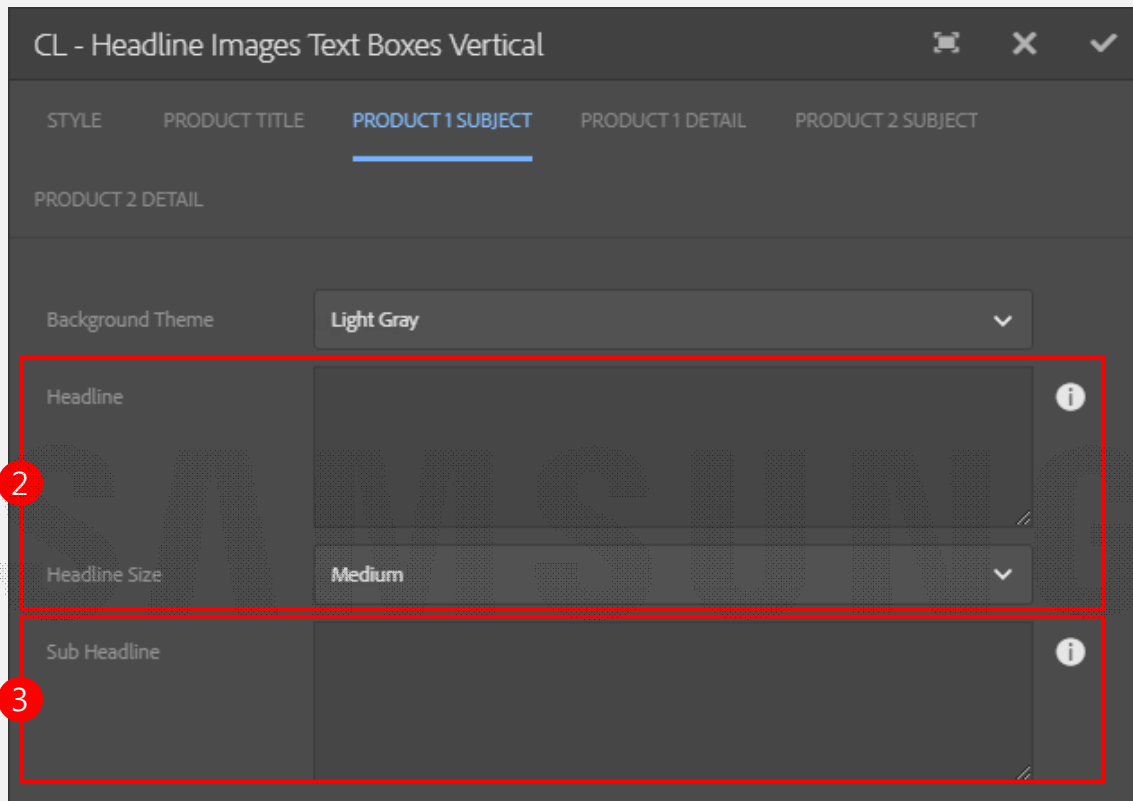 CL - Headline Images Text Boxes Vertical
STYLE PRODUCT TITLE PRODUCT 1 SUBJECT PRODUCT 1 DETAIL PRODUCT 2 SUBJECT
PRODUCT 2 DETAIL
Background Theme Light Gray
Headline
2
SAMSUNG
Headline Size Medium
Sub Headline
3